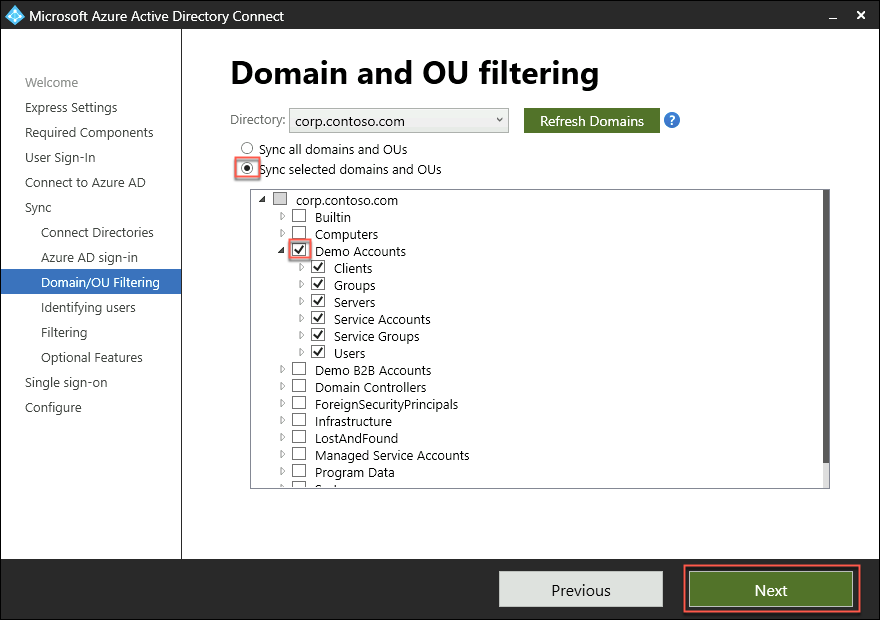 Microsoft Azure Active Directory Connect
Welcome
Express Settings
Required Components
User Sign-In
Connect to Azure AD
Sync
Connect Directories
Azure AD sign-in
Domain/OU Filtering
Identifying users
Filtering
Optional Features
Single sign-on
Configure
Domain and OU filtering
Directory: corp.contoso.com Refresh Domains ?
Sync all domains and OUs
Sync selected domains and OUs
corp.contoso.com
Builtin
Computers
Demo Accounts
Clients
Groups
Servers
Service Accounts
Service Groups
Users
Demo B2B Accounts
Domain Controllers
ForeignSecurityPrincipals
Infrastructure
LostAndFound
Managed Service Accounts
Program Data
Previous Next